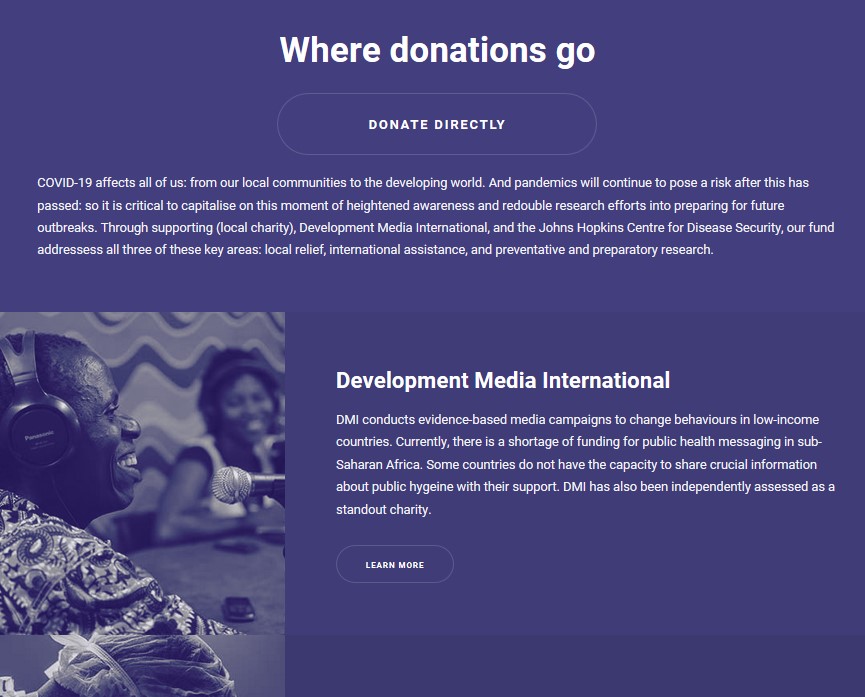 Where donations go
DONATE DIRECTLY
COVID-19 affects all of us: from our local communities to the developing world. And pandemics will continue to pose a risk after this has
passed: so it is critical to capitalise on this moment of heightened awareness and redouble research efforts into preparing for future
outbreaks. Through supporting (local charity), Development Media International, and the Johns Hopkins Centre for Disease Security, our fund
addressess all three of these key areas: local relief, international assistance, and preventative and preparatory research.
Panasonic
Development Media International
DMI conducts evidence-based media campaigns to change behaviours in low-income
countries. Currently, there is a shortage of funding for public health messaging in sub-
Saharan Africa. Some countries do not have the capacity to share crucial information
about public hygeine with their support. DMI has also been independently assessed as a
standout charity.
LEARN MORE